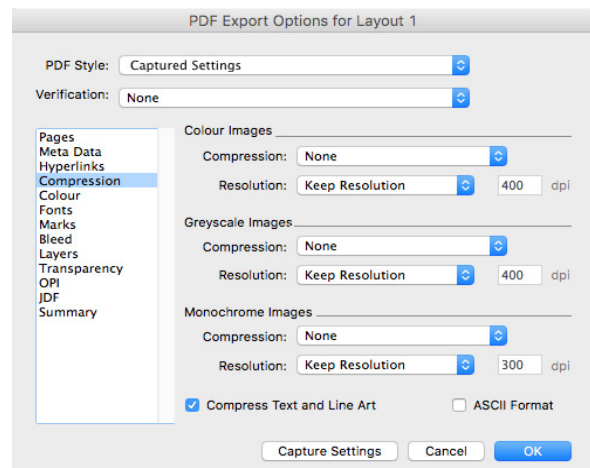 PDF Export Options for Layout 1
PDF Style: Captured Settings
Verification: None
Pages
Meta Data
Hyperlinks
Compression
Colour
Fonts
Marks
Bleed
Layers
Transparency
OPI
JDF
Summary
Colour Images
Compression: None
Resolution: Keep Resolution 400 dpi
Greyscale Images
Compression: None
Resolution: Keep Resolution 400 dpi
Monochrome Images
Compression: None
Resolution: Keep Resolution 300 dpi
Compress Text and Line Art ASCII Format
Capture Settings Cancel OK